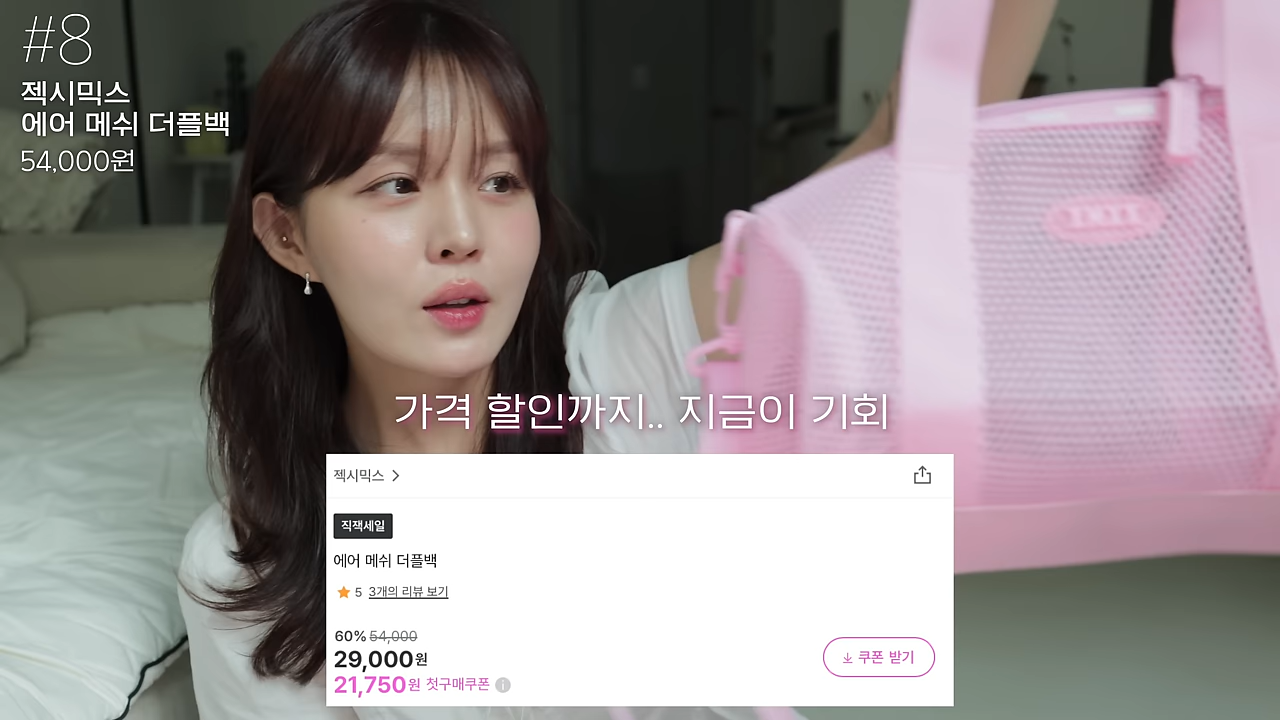 #8
젝시믹스
에어 메쉬 더플백
54,000원
가격 할인까지.. 지금이 기회
젝시믹스
직잭세일
에어 메쉬 더플백
5 3개의 리뷰 보기
60% 54,000
29,000원
21,750원 첫구매쿠폰
쿠폰 받기